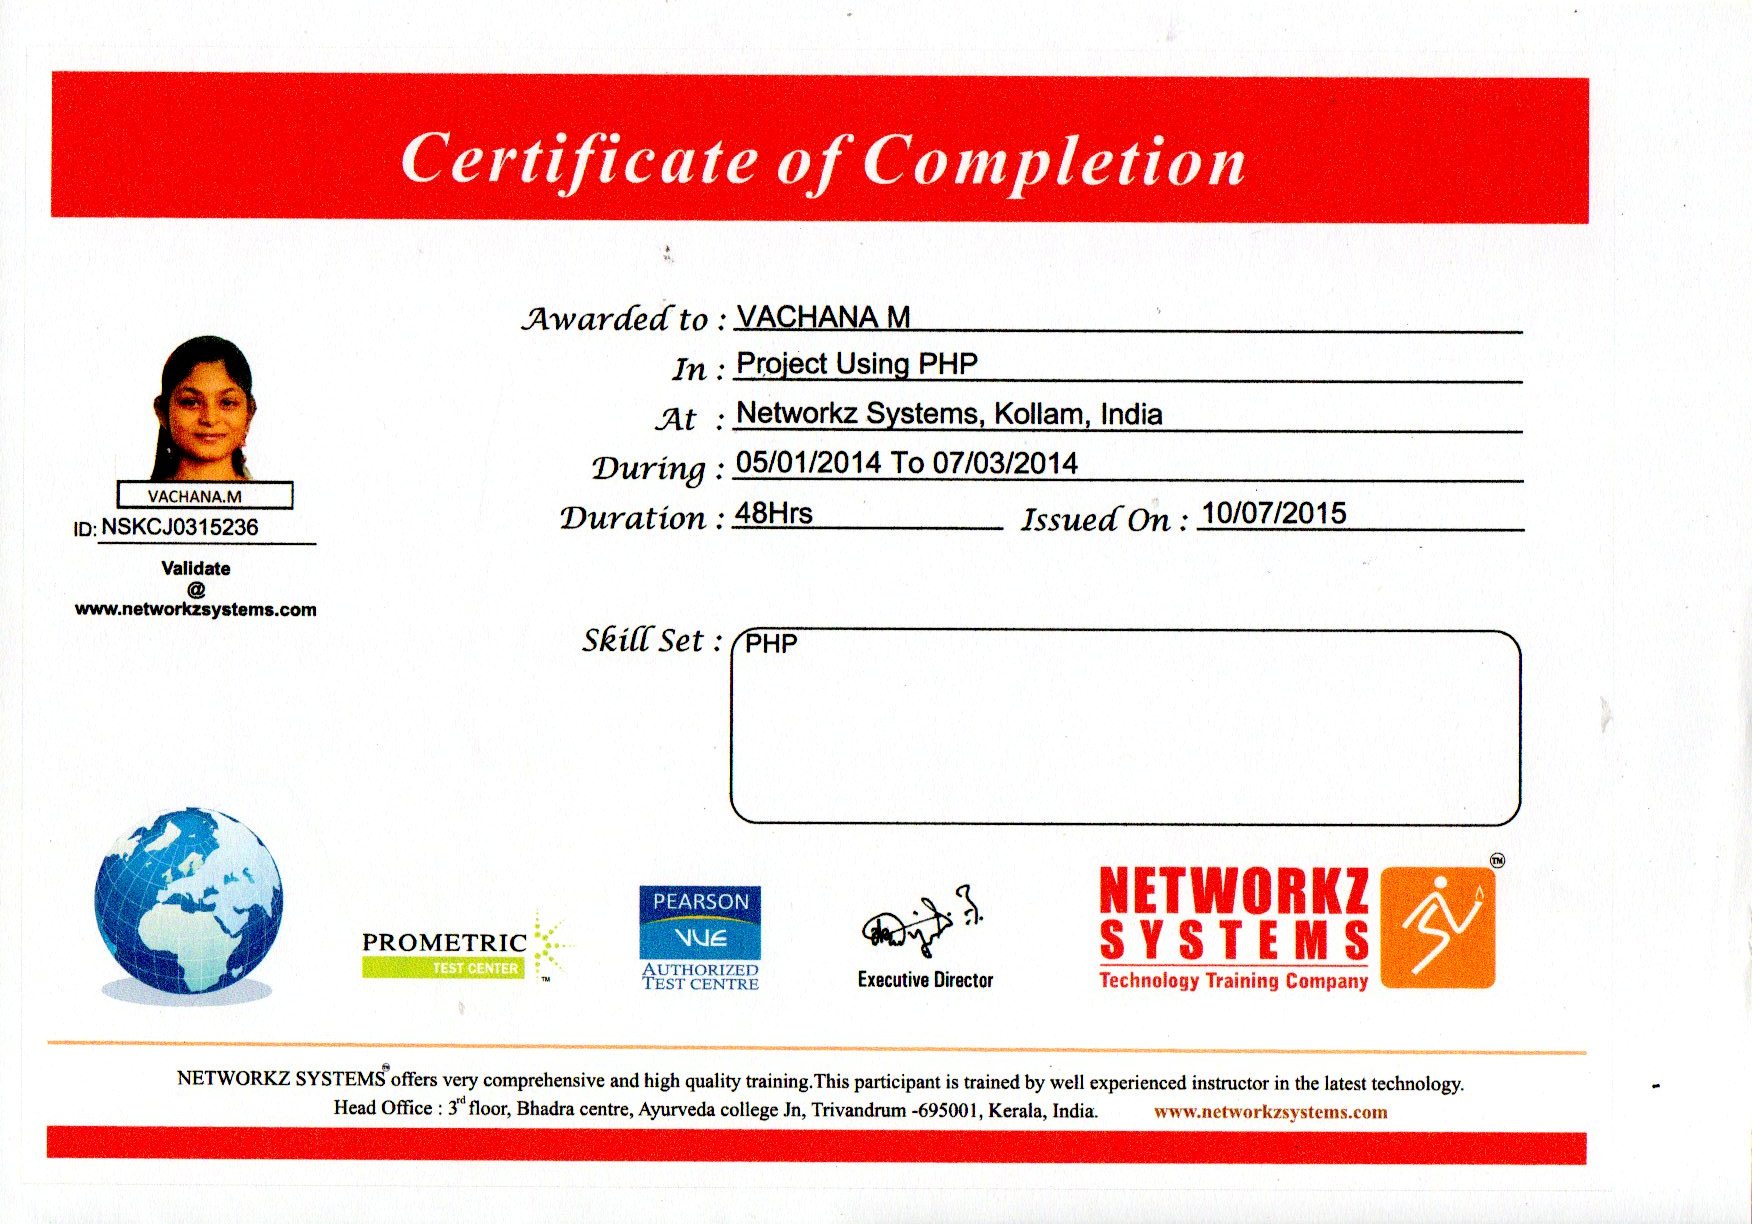 Certificate of Completion
Awarded to : VACHANA M
In : Project Using PHP
At : Networkz Systems, Kollam, India
During : 05/01/2014 To 07/03/2014
Duration : 48Hrs Issued On : 10/07/2015
VACHANA.M
ID: NSKCJ0315236
Validate
@
www.networkzsystems.com
Skill Set : PHP
PROMETRIC
TEST CENTER
TM
PEARSON
VUE
AUTHORIZED
TEST CENTRE
Executive Director
NETWORKZ
SYSTEMS
Technology Training Company
TM
NETWORKZ SYSTEMS™ offers very comprehensive and high quality training.This participant is trained by well experienced instructor in the latest technology.
Head Office : 3rd floor, Bhadra centre, Ayurveda college Jn, Trivandrum -695001, Kerala, India. www.networkzsystems.com